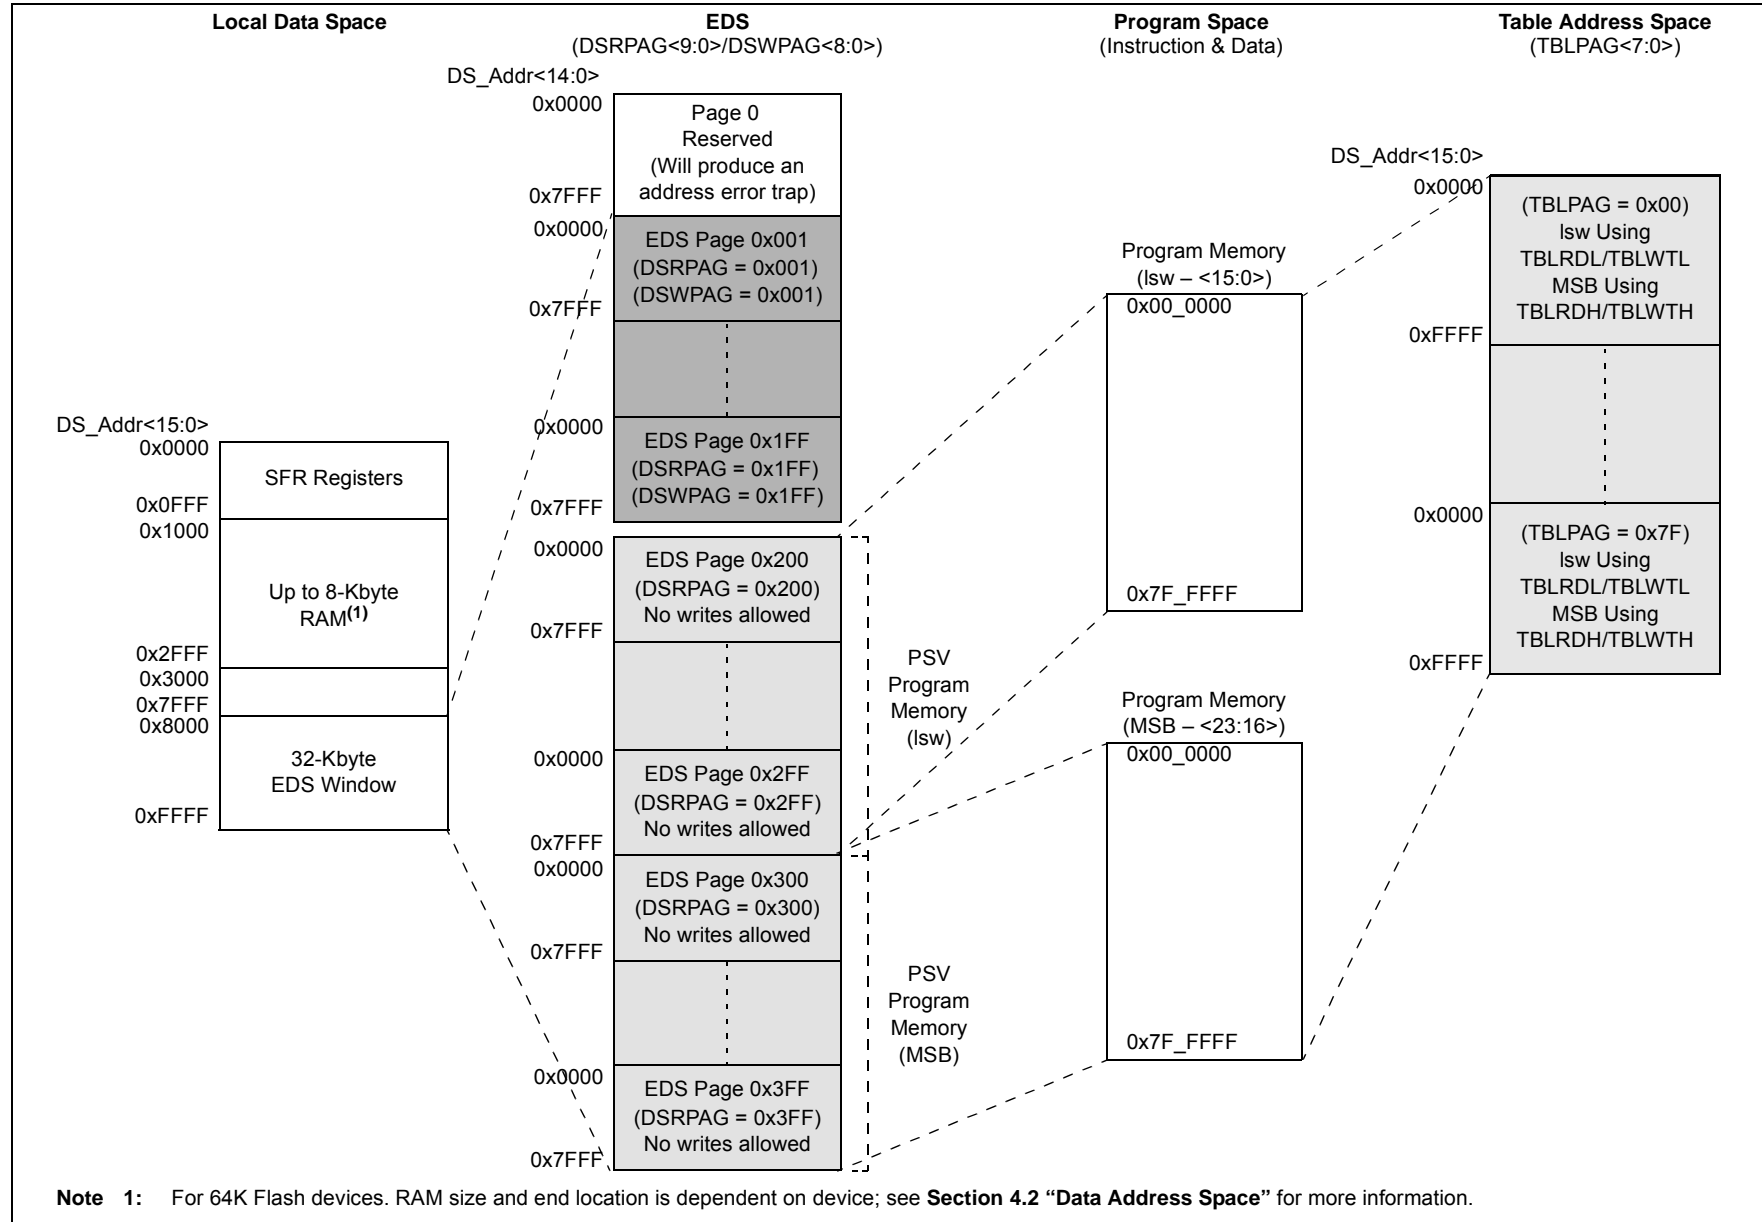 Local Data Space
EDS
(DSRPAG<9:0>/DSWPAG<8:0>)
Program Space
(Instruction & Data)
Table Address Space
(TBLPAG<7:0>)
DS_Addr<15:0>
0x0000
SFR Registers
0x0FFF
0x1000
Up to 8-Kbyte
RAM(1)
0x2FFF
0x3000
0x7FFF
0x8000
32-Kbyte
EDS Window
0xFFFF
DS_Addr<14:0>
0x0000
Page 0
Reserved
(Will produce an
address error trap)
0x7FFF
0x0000
EDS Page 0x001
(DSRPAG = 0x001)
(DSWPAG = 0x001)
0x7FFF
0x0000
EDS Page 0x1FF
(DSRPAG = 0x1FF)
(DSWPAG = 0x1FF)
0x7FFF
0x0000
EDS Page 0x200
(DSRPAG = 0x200)
No writes allowed
0x7FFF
PSV
Program
Memory
(lsw)
0x0000
EDS Page 0x2FF
(DSRPAG = 0x2FF)
No writes allowed
0x7FFF
0x0000
EDS Page 0x300
(DSRPAG = 0x300)
No writes allowed
0x7FFF
PSV
Program
Memory
(MSB)
0x0000
EDS Page 0x3FF
(DSRPAG = 0x3FF)
No writes allowed
0x7FFF
Program Memory
(lsw – <15:0>)
0x00_0000
0x7F_FFFF
Program Memory
(MSB – <23:16>)
0x00_0000
0x7F_FFFF
DS_Addr<15:0>
0x0000
(TBLPAG = 0x00)
lsw Using
TBLRDL/TBLWTL
MSB Using
TBLRDH/TBLWTH
0xFFFF
0x0000
(TBLPAG = 0x7F)
lsw Using
TBLRDL/TBLWTL
MSB Using
TBLRDH/TBLWTH
0xFFFF
Note 1: For 64K Flash devices. RAM size and end location is dependent on device; see Section 4.2 “Data Address Space” for more information.